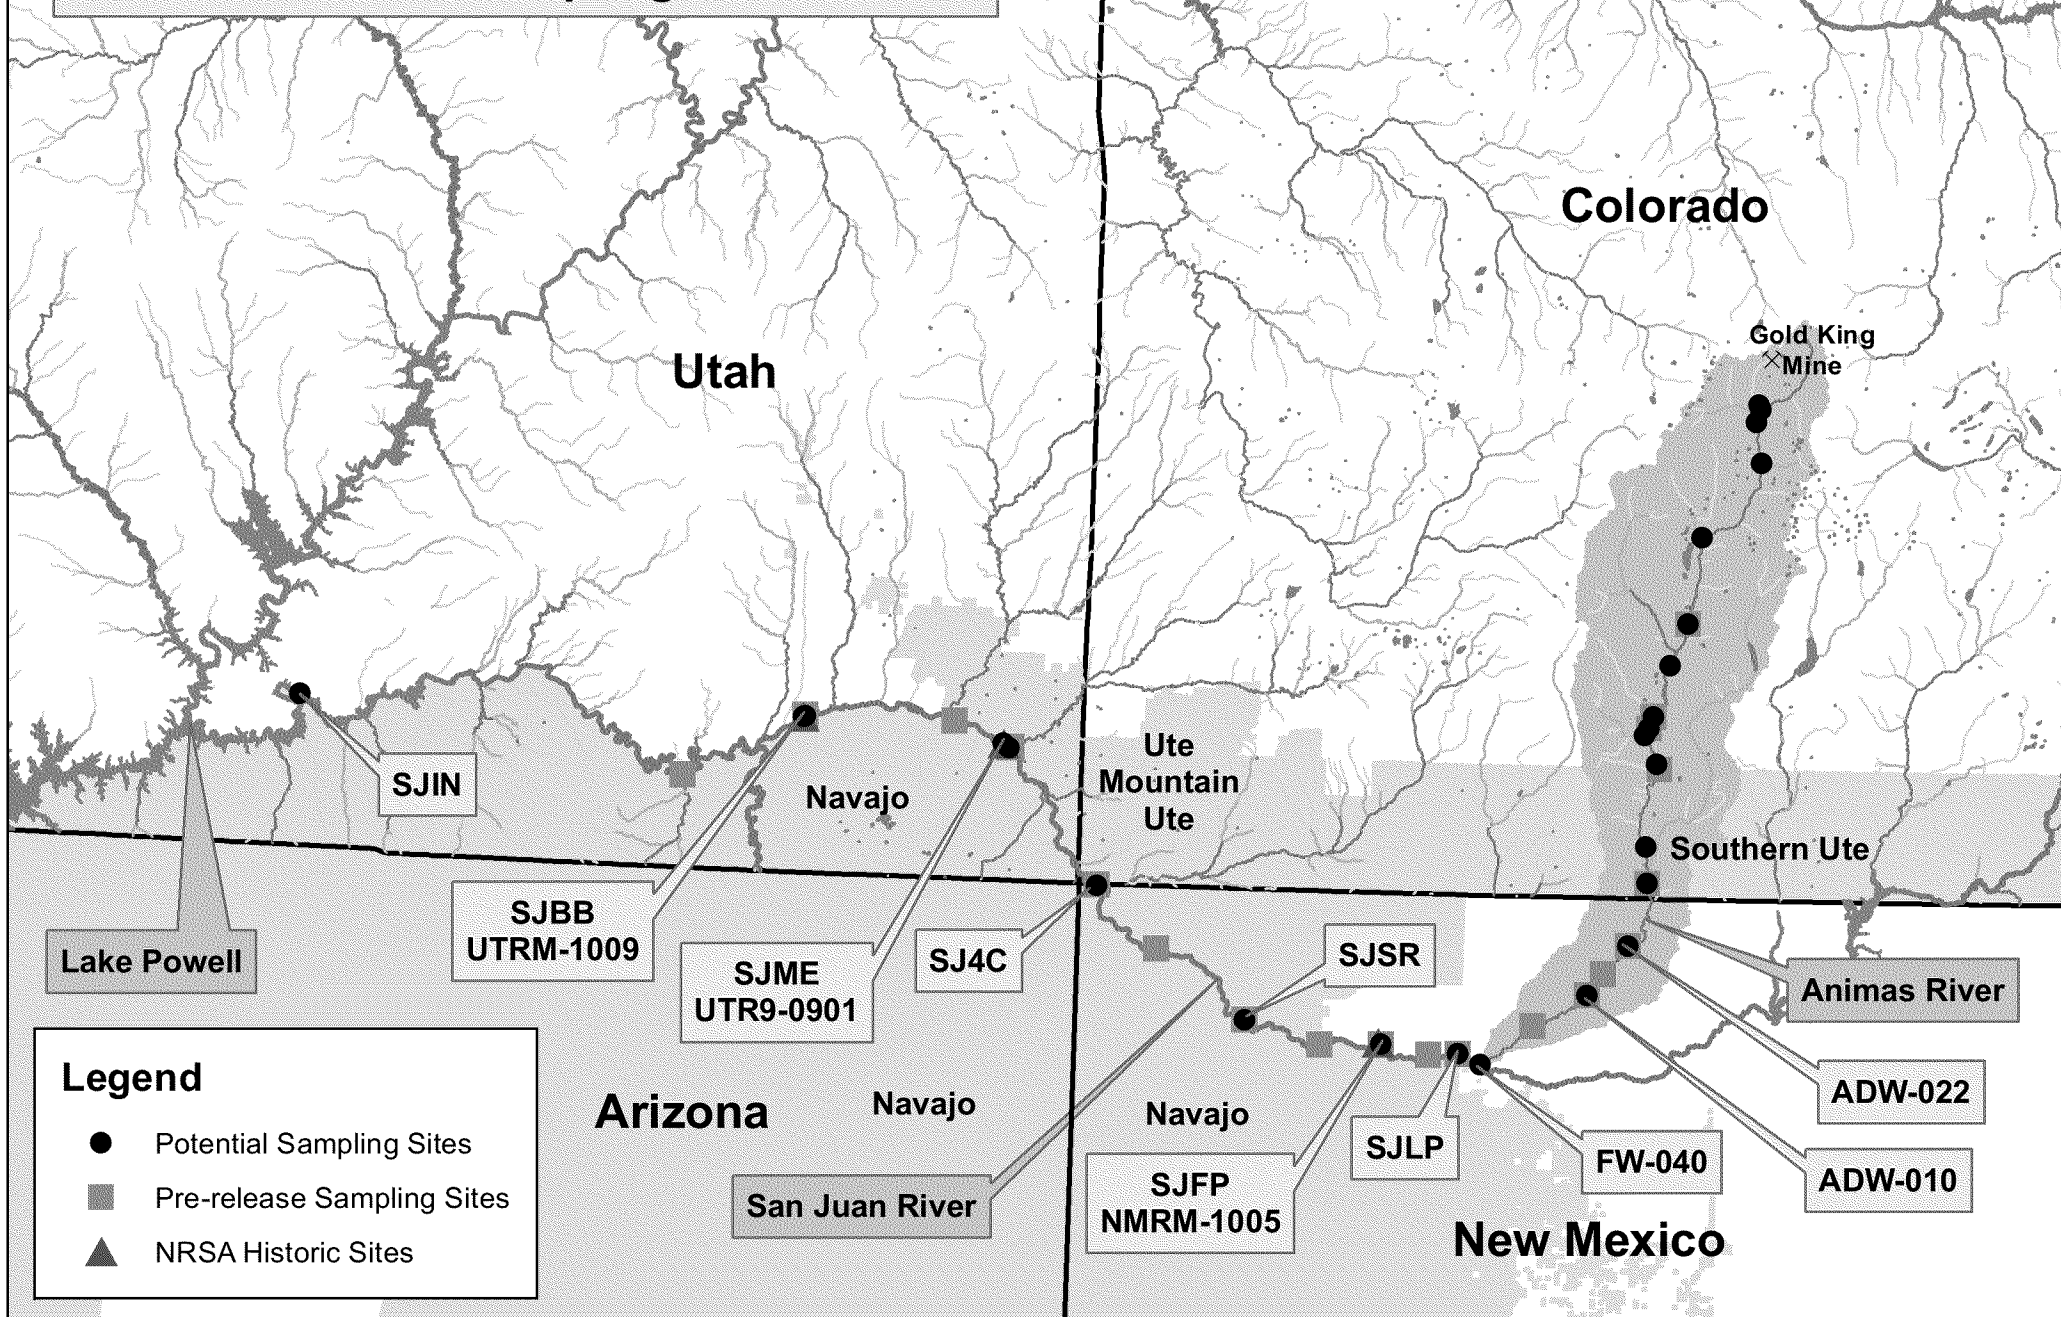 Colorado
Gold King
Mine
Utah
Ute
Mountain
Ute
SJIN
Navajo
Southern Ute
SJBB
UTRM-1009
SJME
UTR9-0901
SJ4C
SJSR
Lake Powell
Animas River
ADW-022
ADW-010
FW-040
SJLP
SJFP
NMRM-1005
Navajo
Navajo
Arizona
San Juan River
New Mexico
Legend
Potential Sampling Sites
Pre-release Sampling Sites
NRSA Historic Sites